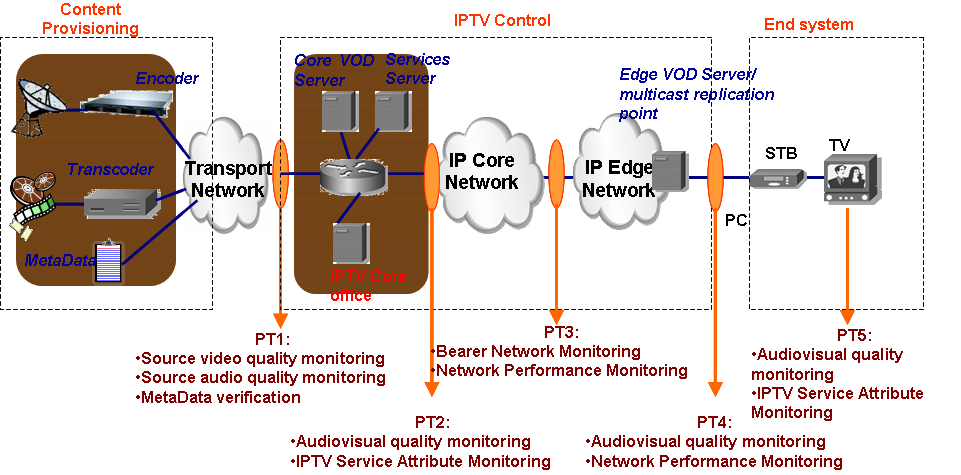 Content
Provisioning
IPTV Control
End system
Encoder
Core VOD
Server
Services
Server
Edge VOD Server/
multicast replication
point
Transcoder
Transport
Network
IP Core
Network
IP Edge
Network
STB
TV
PC
MetaData
IPTV Core
office
PT1:
•Source video quality monitoring
•Source audio quality monitoring
•MetaData verification
PT2:
•Audiovisual quality monitoring
•IPTV Service Attribute Monitoring
PT3:
•Bearer Network Monitoring
•Network Performance Monitoring
PT4:
•Audiovisual quality monitoring
•Network Performance Monitoring
PT5:
•Audiovisual quality
monitoring
•IPTV Service Attribute
Monitoring